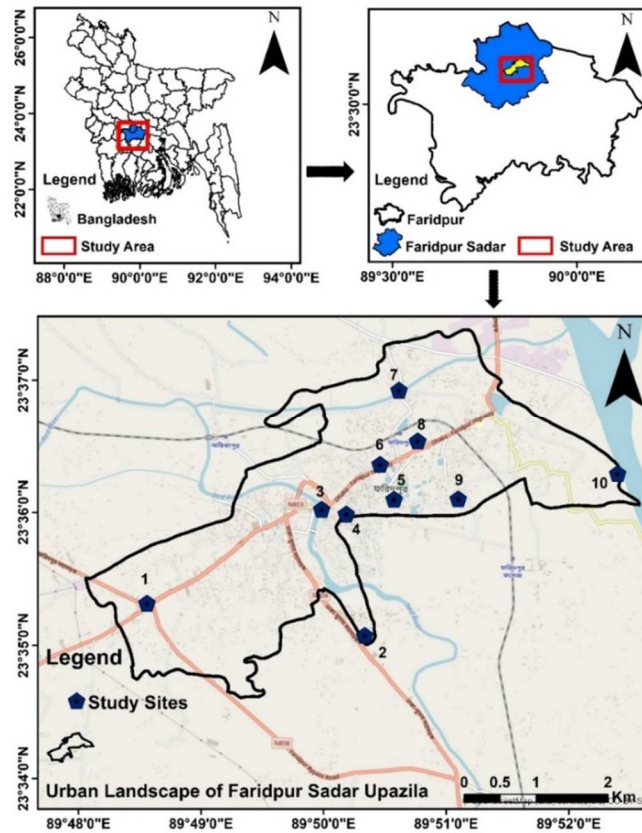 N
26°0'0"N
24°0'0"N
22°0'0"N
Legend
Bangladesh
Study Area
88°0'0"E 90°0'0"E 92°0'0"E 94°0'0"E
N
23°30'0"N
Legend
Faridpur
Faridpur Sadar
Study Area
89°30'0"E 90°0'0"E
N
23°37'0"N
23°36'0"N
23°35'0"N
23°34'0"N
7
8
6
5
ফরিদপুর
9
10
3
4
N803
1
2
Legend
Study Sites
N808
Urban Landscape of Faridpur Sadar Upazila
0 0.5 1 2
Km
89°48'0"E 89°49'0"E 89°50'0"E 89°51'0"E 89°52'0"E